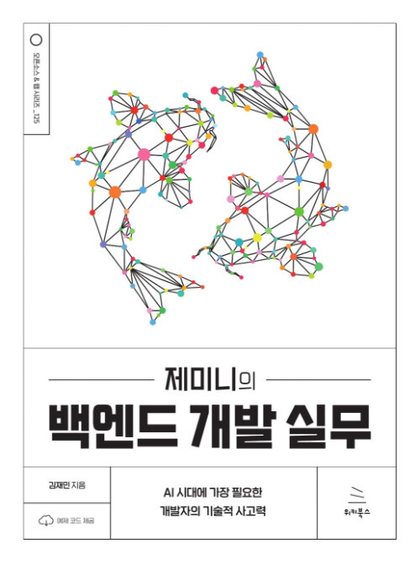 오픈소스 & 웹 시리즈_125
제미니의
백엔드 개발 실무
김재민 지음
예제 코드 제공
AI 시대에 가장 필요한
개발자의 기술적 사고력
위키북스